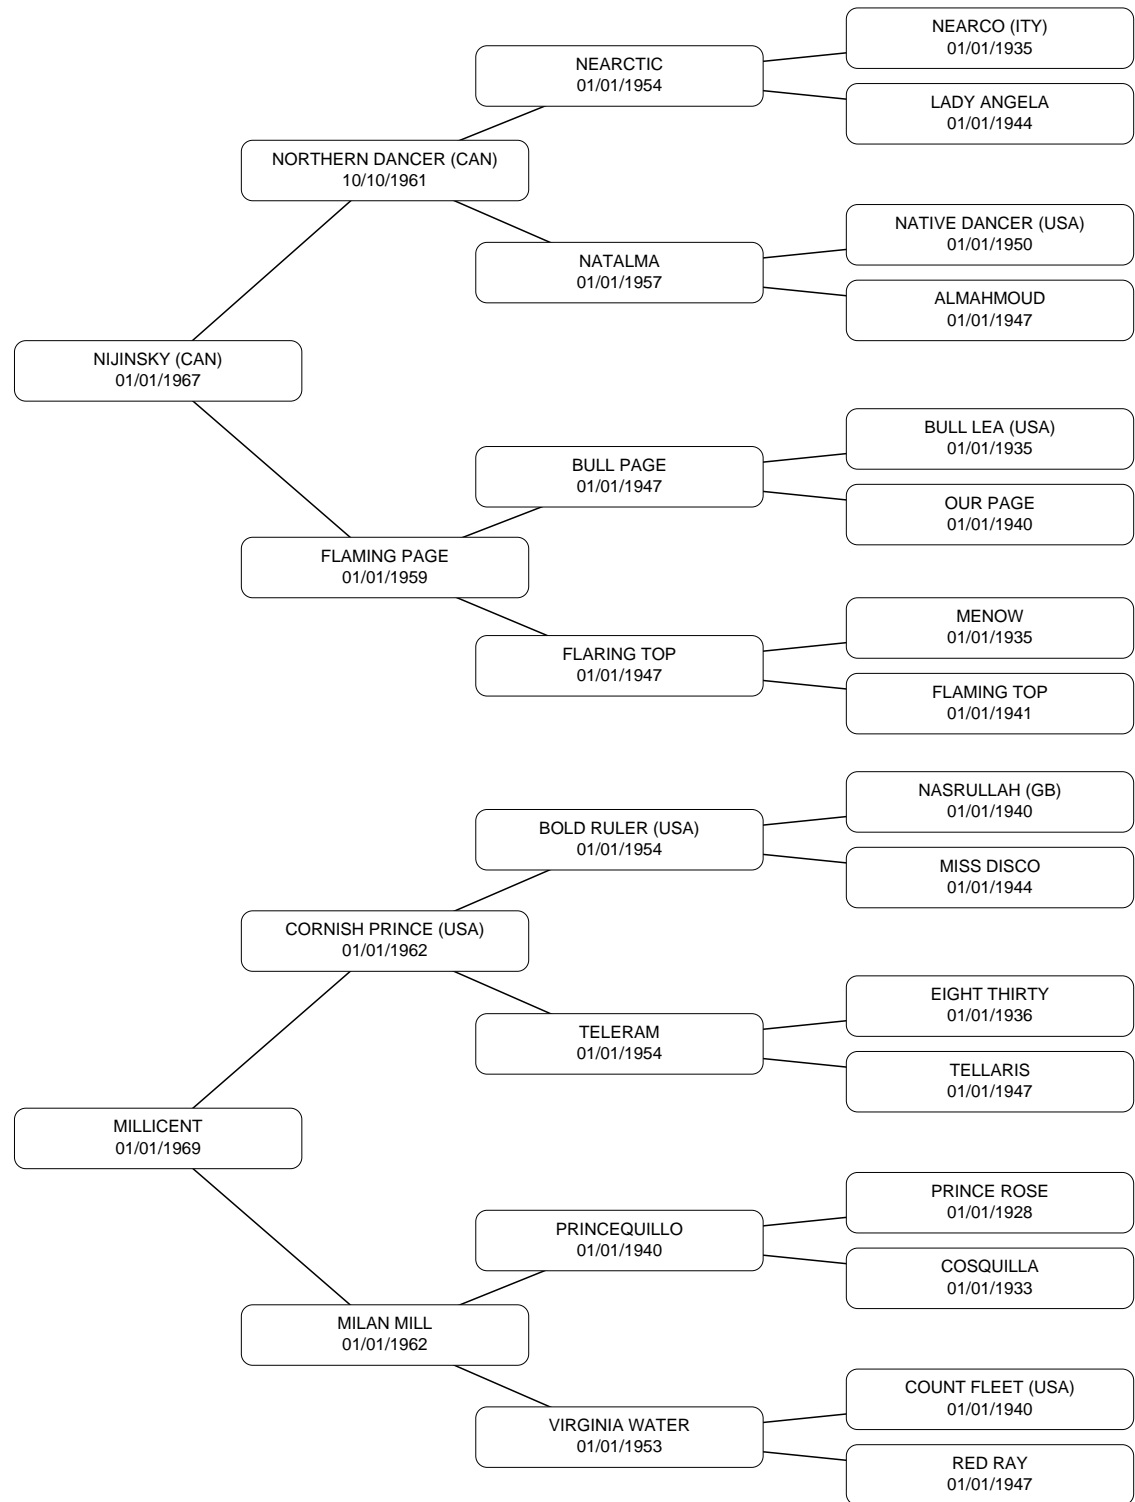 NEARCO (ITY)
01/01/1935
NEARCTIC
01/01/1954
LADY ANGELA
01/01/1944
NORTHERN DANCER (CAN)
10/10/1961
NATIVE DANCER (USA)
01/01/1950
NATALMA
01/01/1957
ALMAHMOUD
01/01/1947
NIJINSKY (CAN)
01/01/1967
BULL LEA (USA)
01/01/1935
BULL PAGE
01/01/1947
OUR PAGE
01/01/1940
FLAMING PAGE
01/01/1959
MENOW
01/01/1935
FLARING TOP
01/01/1947
FLAMING TOP
01/01/1941
NASRULLAH (GB)
01/01/1940
BOLD RULER (USA)
01/01/1954
MISS DISCO
01/01/1944
CORNISH PRINCE (USA)
01/01/1962
EIGHT THIRTY
01/01/1936
TELERAM
01/01/1954
TELLARIS
01/01/1947
MILLICENT
01/01/1969
PRINCE ROSE
01/01/1928
PRINCEQUILLO
01/01/1940
COSQUILLA
01/01/1933
MILAN MILL
01/01/1962
COUNT FLEET (USA)
01/01/1940
VIRGINIA WATER
01/01/1953
RED RAY
01/01/1947